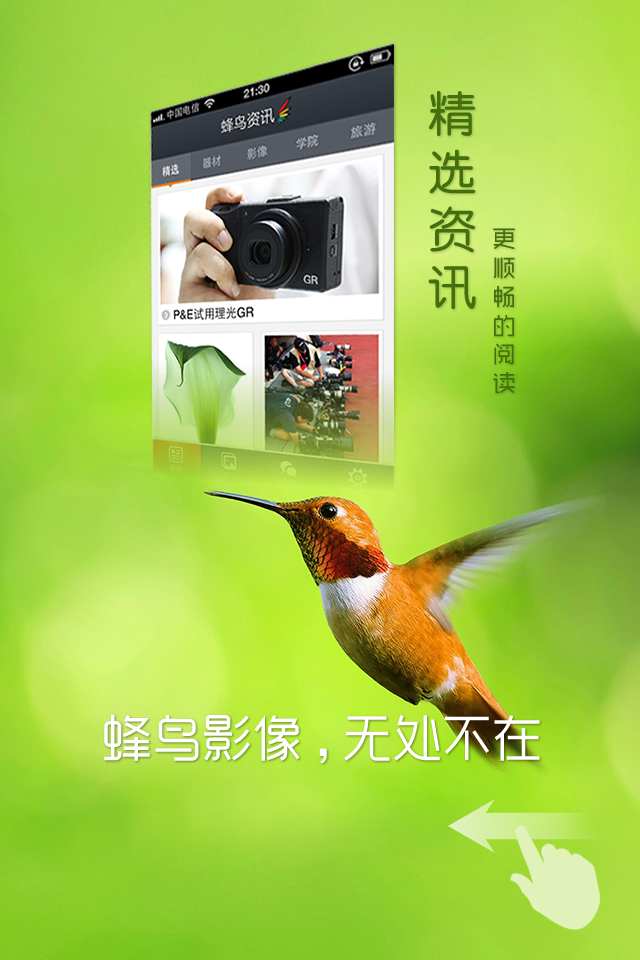 中国电信
21:30
蜂鸟资讯
精选 器材 影像 学院 旅游
GR
P&E试用理光GR
精选资讯
更顺畅的阅读
蜂鸟影像，无处不在